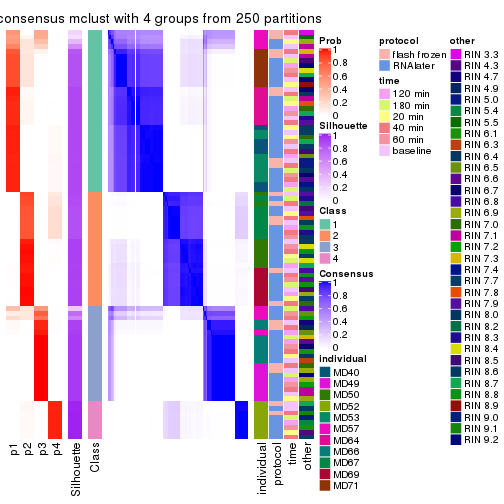 consensus mclust with 4 groups from 250 partitions
p1
p2
p3
p4
Silhouette
Class
individual
protocol
time
other
Prob
1
0.8
0.6
0.4
0.2
0
Silhouette
1
0.8
0.6
0.4
0.2
0
Class
1
2
3
4
Consensus
1
0.8
0.6
0.4
0.2
0
individual
MD40
MD49
MD50
MD52
MD53
MD57
MD64
MD66
MD67
MD69
MD71
protocol
flash frozen
RNAlater
time
120 min
180 min
20 min
40 min
60 min
baseline
other
RIN 3.3
RIN 4.3
RIN 4.7
RIN 4.9
RIN 5.0
RIN 5.4
RIN 5.5
RIN 6.1
RIN 6.3
RIN 6.4
RIN 6.5
RIN 6.6
RIN 6.7
RIN 6.8
RIN 6.9
RIN 7.0
RIN 7.1
RIN 7.2
RIN 7.3
RIN 7.4
RIN 7.7
RIN 7.8
RIN 7.9
RIN 8.0
RIN 8.2
RIN 8.3
RIN 8.4
RIN 8.5
RIN 8.6
RIN 8.7
RIN 8.8
RIN 8.9
RIN 9.0
RIN 9.1
RIN 9.2